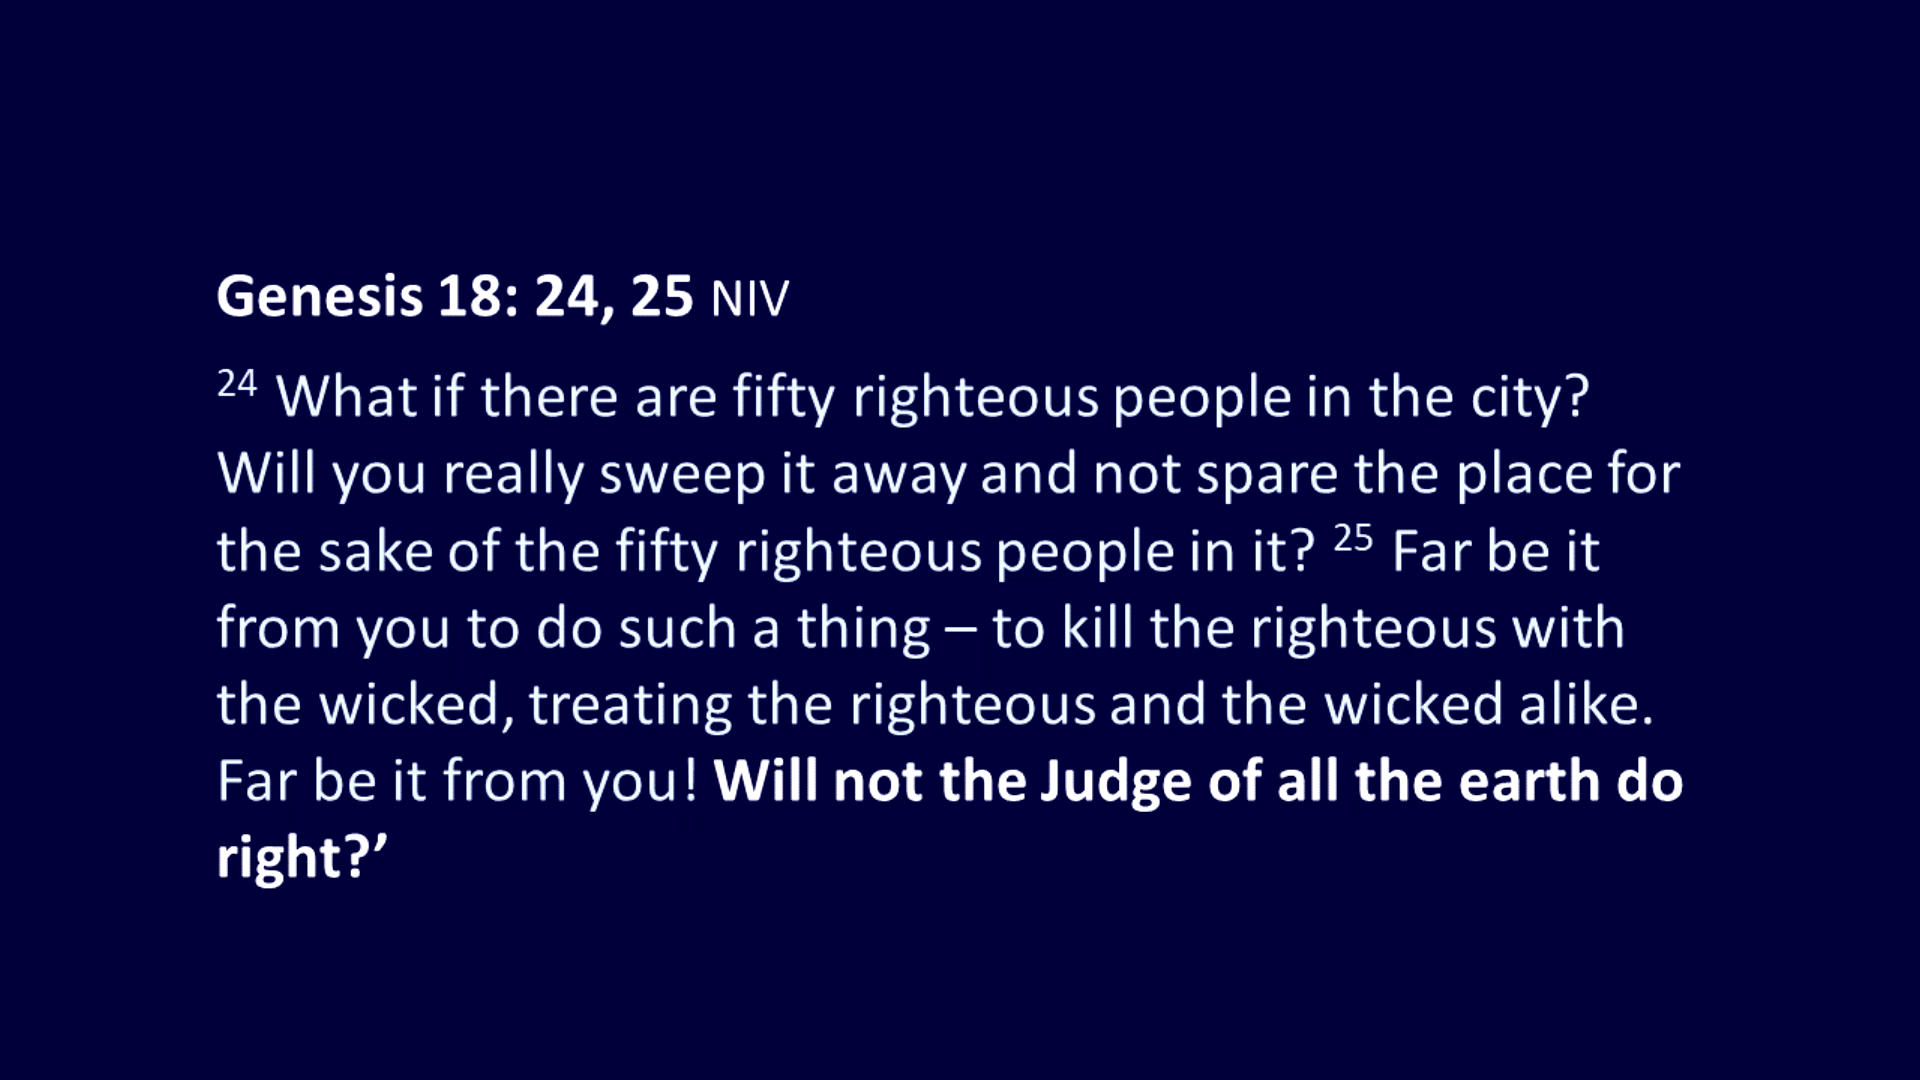 Genesis 18: 24, 25 NIV
24 What if there are fifty righteous people in the city?
Will you really sweep it away and not spare the place for
the sake of the fifty righteous people in it? 25 Far be it
from you to do such a thing – to kill the righteous with
the wicked, treating the righteous and the wicked alike.
Far be it from you! Will not the Judge of all the earth do
right?’